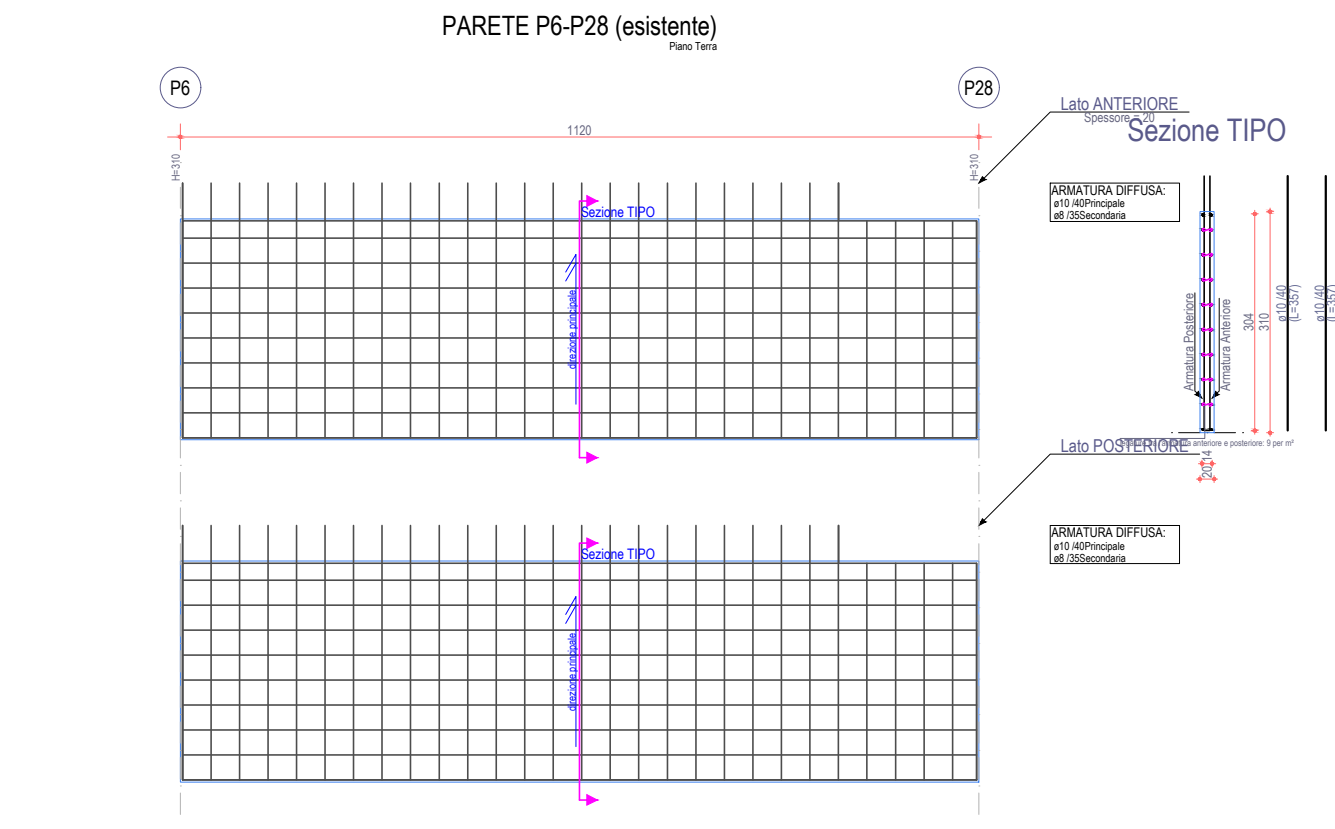 PARETE P6-P28 (esistente)
Piano Terra
P6
P28
1120
H=310
H=310
Lato ANTERIORE
Spessore = 20
Sezione TIPO
ARMATURA DIFFUSA:
ø10 /40Principale
ø8 /35Secondaria
Sezione TIPO
direzione principale
Armatura Posteriore
Armatura Anteriore
304
310
ø10 /40
(L=357)
ø10 /40
(L=357)
Lato POSTERIORE
anteriore e posteriore: 9 per m²
14
20
ARMATURA DIFFUSA:
ø10 /40Principale
ø8 /35Secondaria
Sezione TIPO
direzione principale